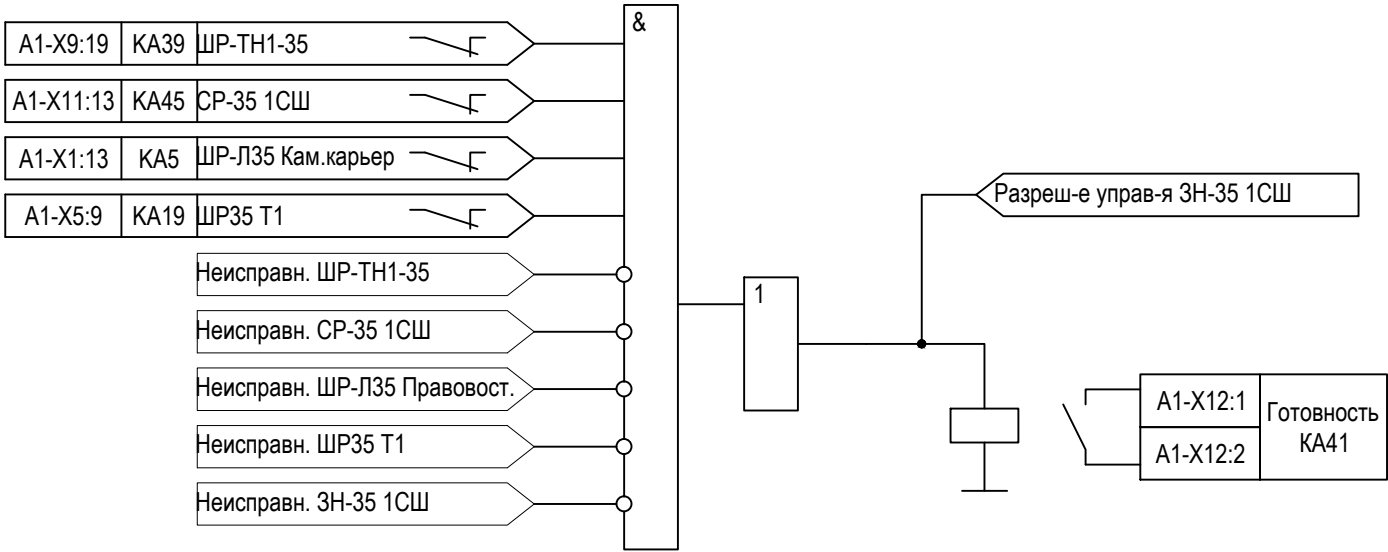 &
A1-X9:19 KA39 ШР-ТН1-35
A1-X11:13 KA45 СР-35 1СШ
A1-X1:13 KA5 ШР-Л35 Кам.карьер
A1-X5:9 KA19 ШР35 Т1
Неисправн. ШР-ТН1-35
Неисправн. СР-35 1СШ
Неисправн. ШР-Л35 Правовост.
Неисправн. ШР35 Т1
Неисправн. ЗН-35 1СШ
1
Разреш-е управ-я ЗН-35 1СШ
A1-X12:1
A1-X12:2
Готовность
КА41